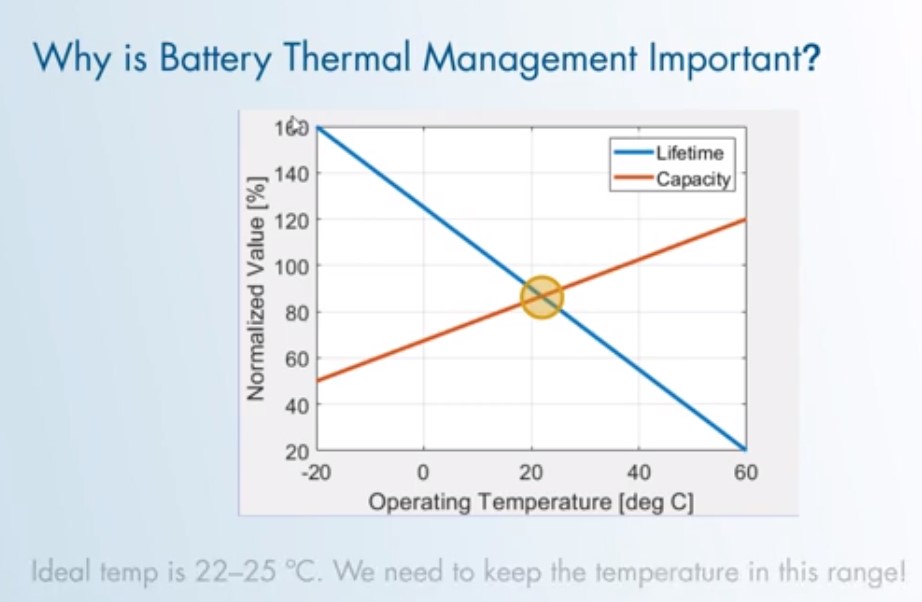 Why is Battery Thermal Management Important?
160
140
120
100
80
60
40
20
Normalized Value [%]
Lifetime
Capacity
-20 0 20 40 60
Operating Temperature [deg C]
Ideal temp is 22–25 ºC. We need to keep the temperature in this range!